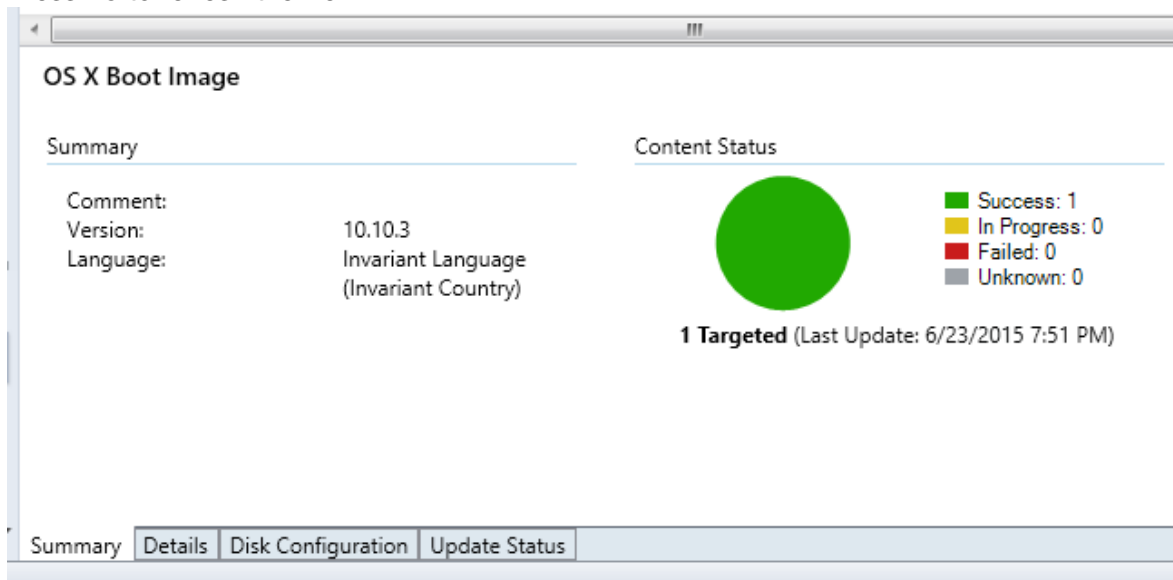 OS X Boot Image
Summary
Comment:
Version: 10.10.3
Language: Invariant Language
(Invariant Country)
Content Status
Success: 1
In Progress: 0
Failed: 0
Unknown: 0
1 Targeted (Last Update: 6/23/2015 7:51 PM)
Summary Details Disk Configuration Update Status